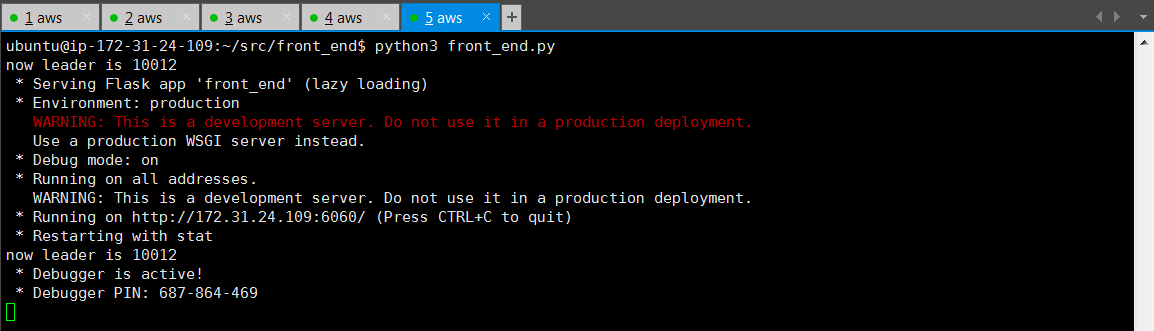 1 aws × 2 aws × 3 aws × 4 aws × 5 aws × +
ubuntu@ip-172-31-24-109:~/src/front_end$ python3 front_end.py
now leader is 10012
 * Serving Flask app 'front_end' (lazy loading)
 * Environment: production
   WARNING: This is a development server. Do not use it in a production deployment.
   Use a production WSGI server instead.
 * Debug mode: on
 * Running on all addresses.
   WARNING: This is a development server. Do not use it in a production deployment.
 * Running on http://172.31.24.109:6060/ (Press CTRL+C to quit)
 * Restarting with stat
now leader is 10012
 * Debugger is active!
 * Debugger PIN: 687-864-469